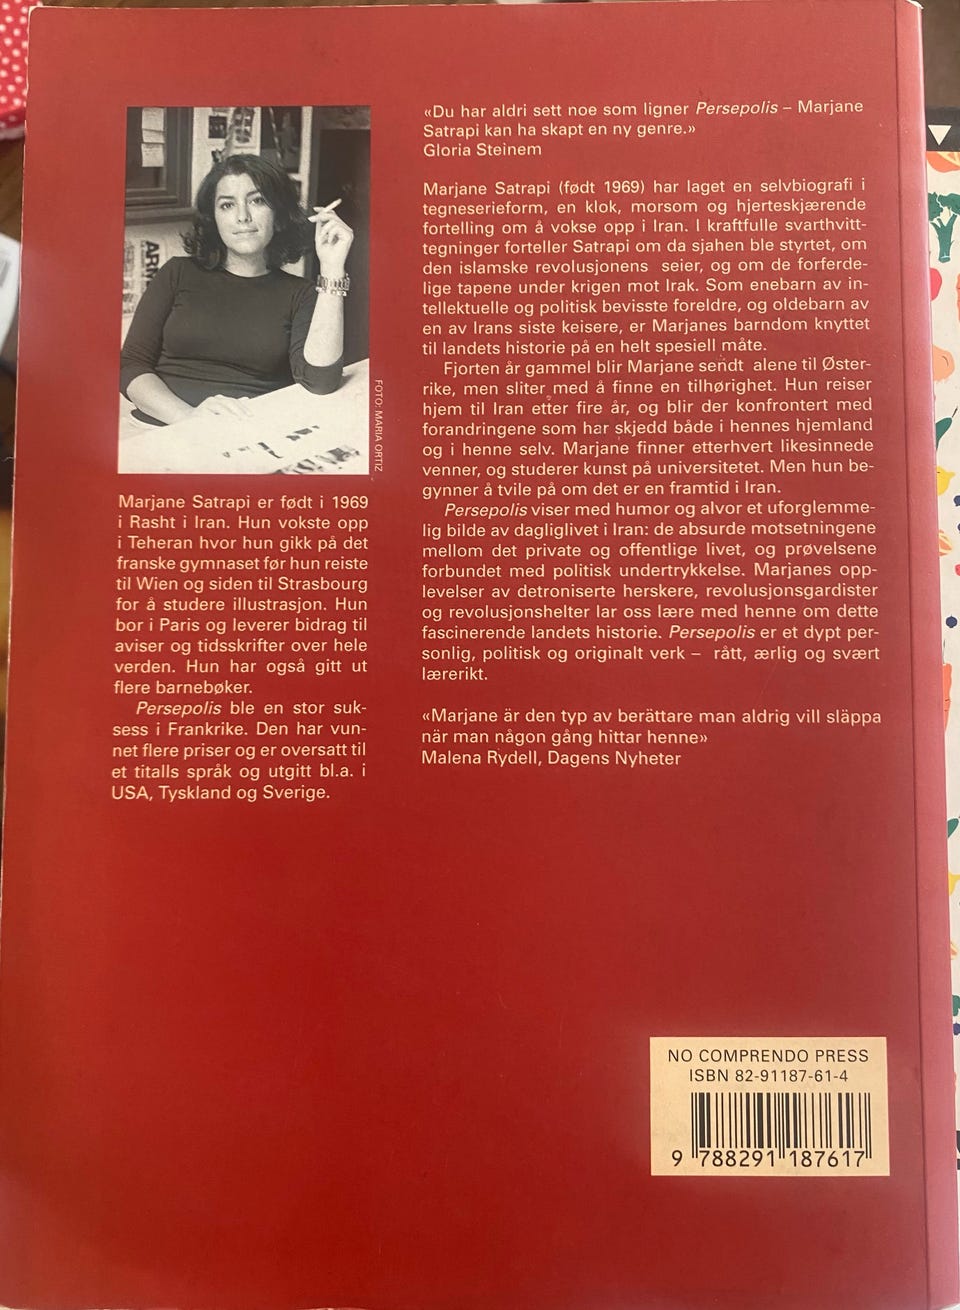 «Du har aldri sett noe som ligner Persepolis – Marjane
Satrapi kan ha skapt en ny genre.»
Gloria Steinem
Marjane Satrapi (født 1969) har laget en selvbiografi i
tegneserieform, en klok, morsom og hjerteskjærende
fortelling om å vokse opp i Iran. I kraftfulle svarthvitt-
tegninger forteller Satrapi om da sjahen ble styrtet, om
den islamske revolusjonens seier, og om de forferde-
lige tapene under krigen mot Irak. Som enebarn av in-
tellektuelle og politisk bevisste foreldre, og oldebarn av
en av Irans siste keisere, er Marjanes barndom knyttet
til landets historie på en helt spesiell måte.
Fjorten år gammel blir Marjane sendt alene til Øster-
rike, men sliter med å finne en tilhørighet. Hun reiser
hjem til Iran etter fire år, og blir der konfrontert med
forandringene som har skjedd både i hennes hjemland
og i henne selv. Marjane finner etterhvert likesinnede
venner, og studerer kunst på universitetet. Men hun be-
gynner å tvile på om det er en framtid i Iran.
Persepolis viser med humor og alvor et uforglemme-
lig bilde av dagliglivet i Iran: de absurde motsetningene
mellom det private og offentlige livet, og prøvelsene
forbundet med politisk undertrykkelse. Marjanes opp-
levelser av detroniserte herskere, revolusjonsgardister
og revolusjonshelter lar oss lære med henne om dette
fascinerende landets historie. Persepolis er et dypt per-
sonlig, politisk og originalt verk – rått, ærlig og svært
lærerikt.
«Marjane är den typ av berättare man aldrig vill släppa
när man någon gång hittar henne»
Malena Rydell, Dagens Nyheter
FOTO: MARIA ORTIZ
Marjane Satrapi er født i 1969
i Rasht i Iran. Hun vokste opp
i Teheran hvor hun gikk på det
franske gymnaset før hun reiste
til Wien og siden til Strasbourg
for å studere illustrasjon. Hun
bor i Paris og leverer bidrag til
aviser og tidsskrifter over hele
verden. Hun har også gitt ut
flere barnebøker.
Persepolis ble en stor suk-
sess i Frankrike. Den har vun-
net flere priser og er oversatt til
et titalls språk og utgitt bl.a. i
USA, Tyskland og Sverige.
NO COMPRENDO PRESS
ISBN 82-91187-61-4
9 788291 187617